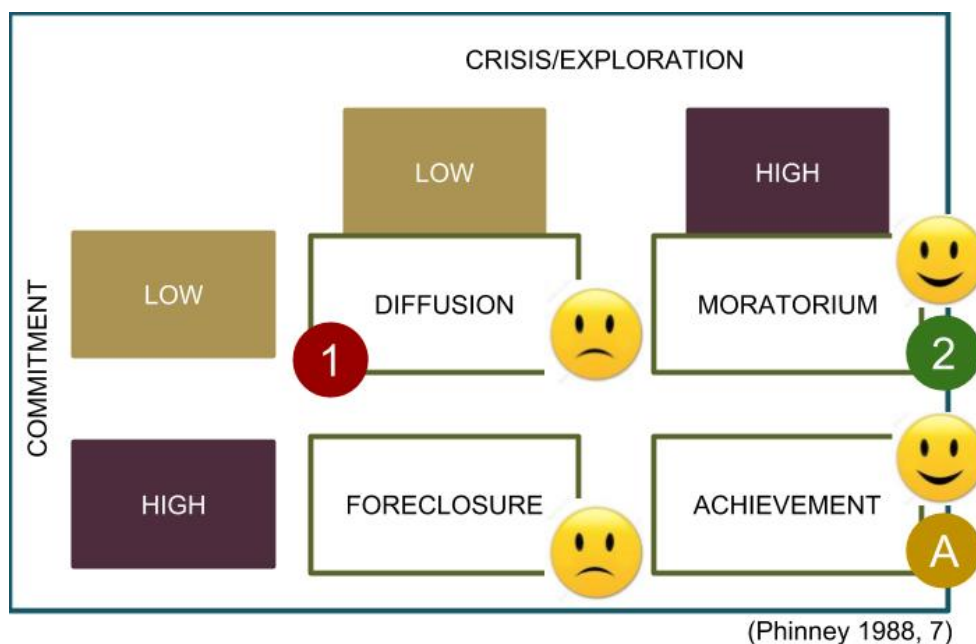 CRISIS/EXPLORATION
LOW
HIGH
COMMITMENT
LOW
DIFFUSION
MORATORIUM
1
2
HIGH
FORECLOSURE
ACHIEVEMENT
A
(Phinney 1988, 7)